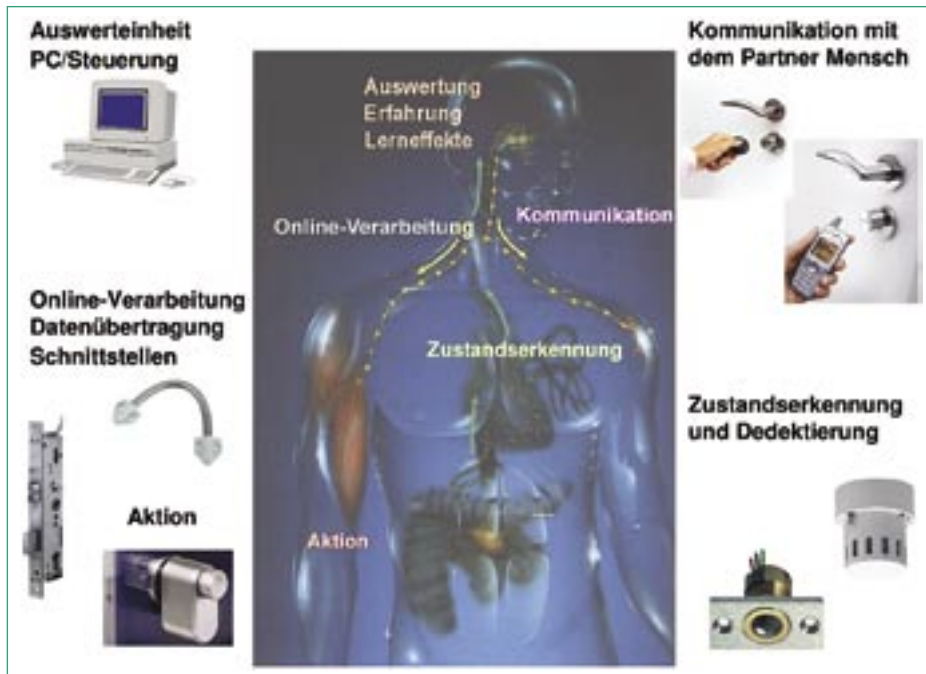 Auswerteinheit
PC/Steuerung
Kommunikation mit
dem Partner Mensch
Auswertung
Erfahrung
Lerneffekte
Online-Verarbeitung
Kommunikation
Online-Verarbeitung
Datenübertragung
Schnittstellen
Zustandserkennung
Zustandserkennung
und Dedektierung
Aktion
Aktion